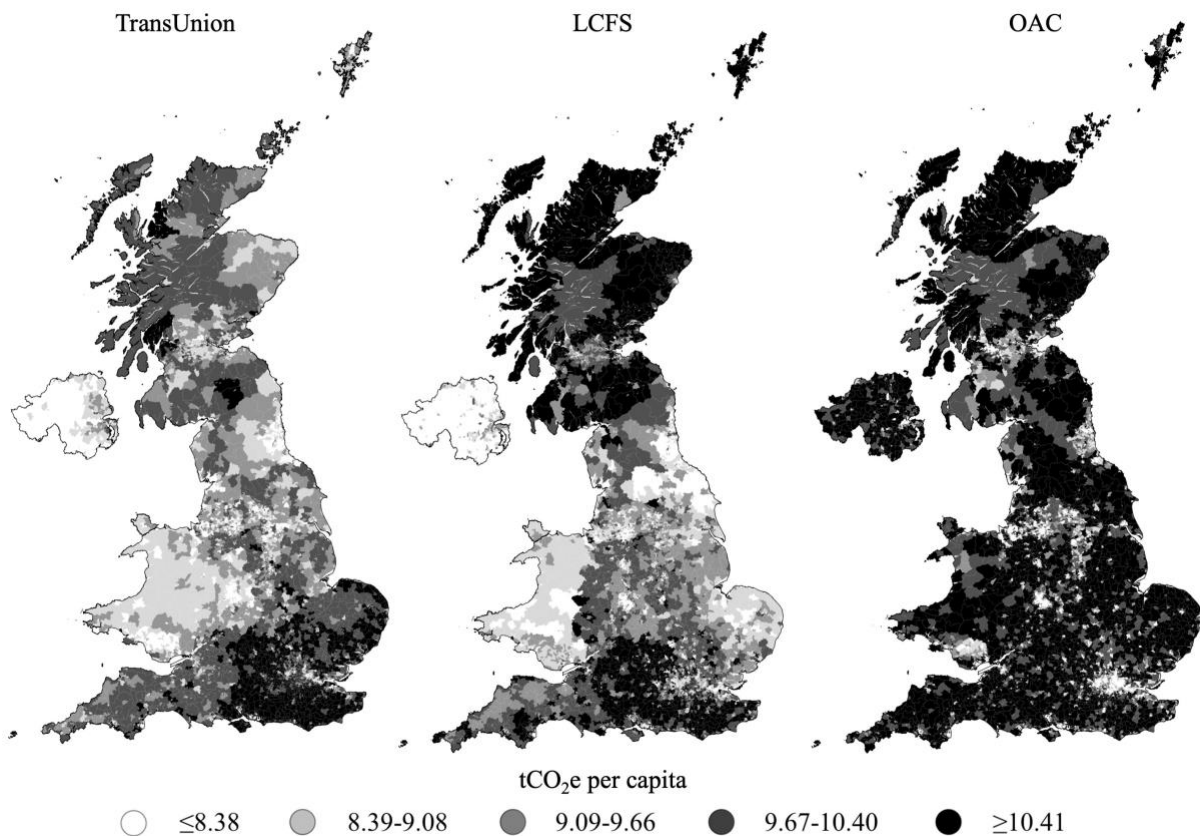 TransUnion LCFS OAC
tCO₂e per capita
≤8.38 8.39-9.08 9.09-9.66 9.67-10.40 ≥10.41